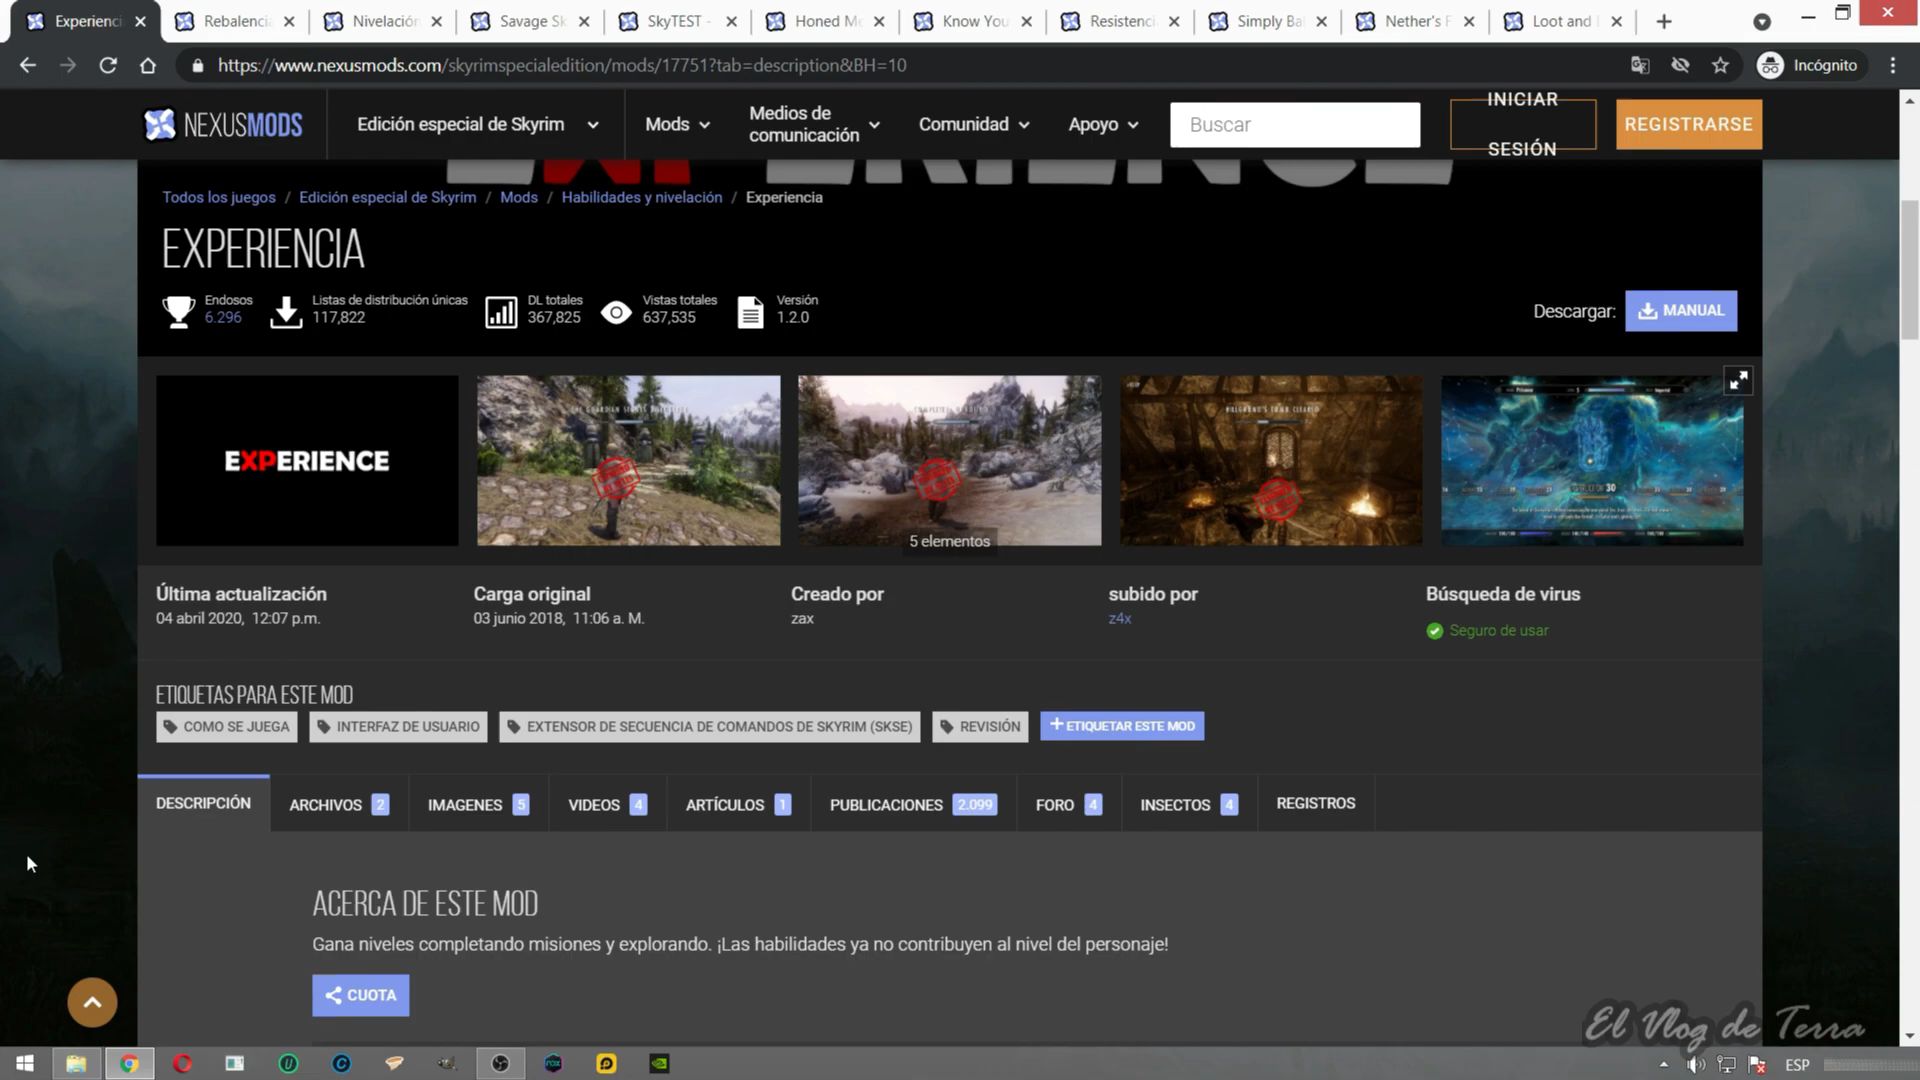 Experienci
Rebalencia
Nivelación
Savage Sk
SkyTEST -
Honed Me
Know You
Resistenci
Simply Ba
Nether's F
Loot and
https://www.nexusmods.com/skyrimspecialedition/mods/17751?tab=description&BH=10
Incógnito
NEXUSMODS
Edición especial de Skyrim
Mods
Medios de
comunicación
Comunidad
Apoyo
Buscar
INICIAR
SESIÓN
REGISTRARSE
Todos los juegos / Edición especial de Skyrim / Mods / Habilidades y nivelación / Experiencia
EXPERIENCIA
Endosos
6.296
Listas de distribución únicas
117,822
DL totales
367,825
Vistas totales
637,535
Versión
1.2.0
Descargar:
MANUAL
EXPERIENCE
5 elementos
Última actualización
04 abril 2020, 12:07 p.m.
Carga original
03 junio 2018, 11:06 a. M.
Creado por
zax
subido por
z4x
Búsqueda de virus
Seguro de usar
ETIQUETAS PARA ESTE MOD
COMO SE JUEGA
INTERFAZ DE USUARIO
EXTENSOR DE SECUENCIA DE COMANDOS DE SKYRIM (SKSE)
REVISIÓN
+ETIQUETAR ESTE MOD
DESCRIPCIÓN
ARCHIVOS 2
IMAGENES 5
VIDEOS 4
ARTÍCULOS 1
PUBLICACIONES 2.099
FORO 4
INSECTOS 4
REGISTROS
ACERCA DE ESTE MOD
Gana niveles completando misiones y explorando. ¡Las habilidades ya no contribuyen al nivel del personaje!
CUOTA
El Vlog de Terra
ESP